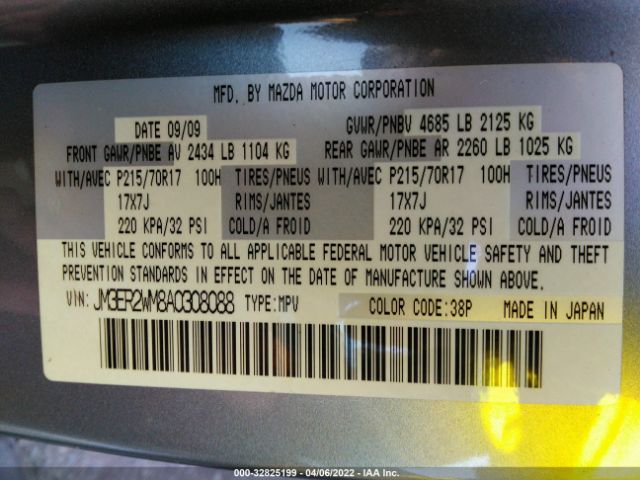 MFD. BY MAZDA MOTOR CORPORATION
DATE 09/09 GVWR/PNBV 4685 LB 2125 KG
FRONT GAWR/PNBE AV 2434 LB 1104 KG REAR GAWR/PNBE AR 2260 LB 1025 KG
WITH/AVEC P215/70R17 100H TIRES/PNEUS WITH/AVEC P215/70R17 100H TIRES/PNEUS
17X7J RIMS/JANTES 17X7J RIMS/JANTES
220 KPA/32 PSI COLD/A FROID 220 KPA/32 PSI COLD/A FROID
THIS VEHICLE CONFORMS TO ALL APPLICABLE FEDERAL MOTOR VEHICLE SAFETY AND THEFT
PREVENTION STANDARDS IN EFFECT ON THE DATE OF MANUFACTURE SHOWN ABOVE.
VIN: JM3ER2WM8A0308088 TYPE:MPV COLOR CODE:38P MADE IN JAPAN
000-32825199 - 04/06/2022 - IAA Inc.